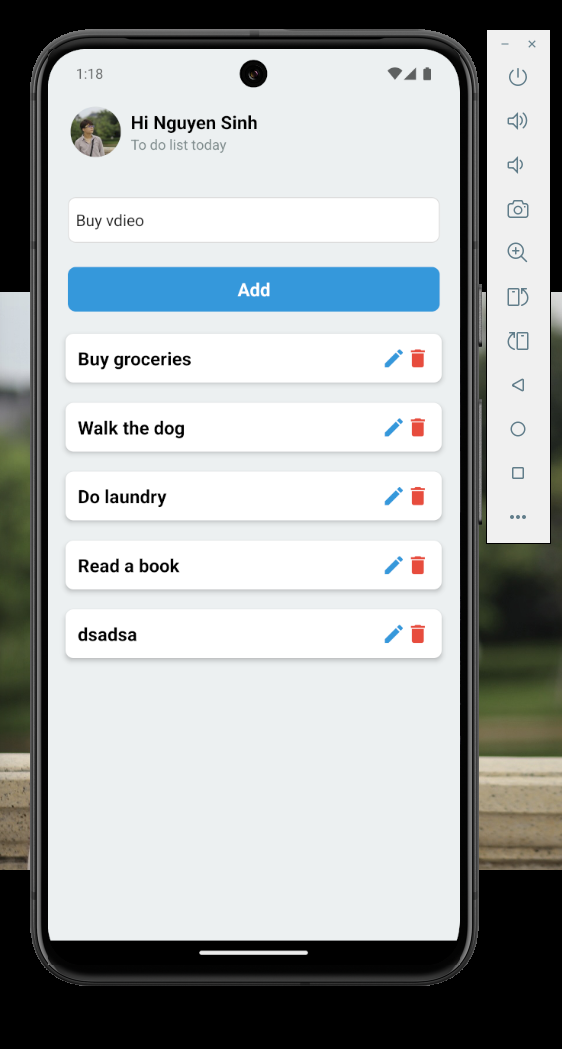 1:18
Hi Nguyen Sinh
To do list today
Buy vdieo
Add
Buy groceries
Walk the dog
Do laundry
Read a book
dsadsa